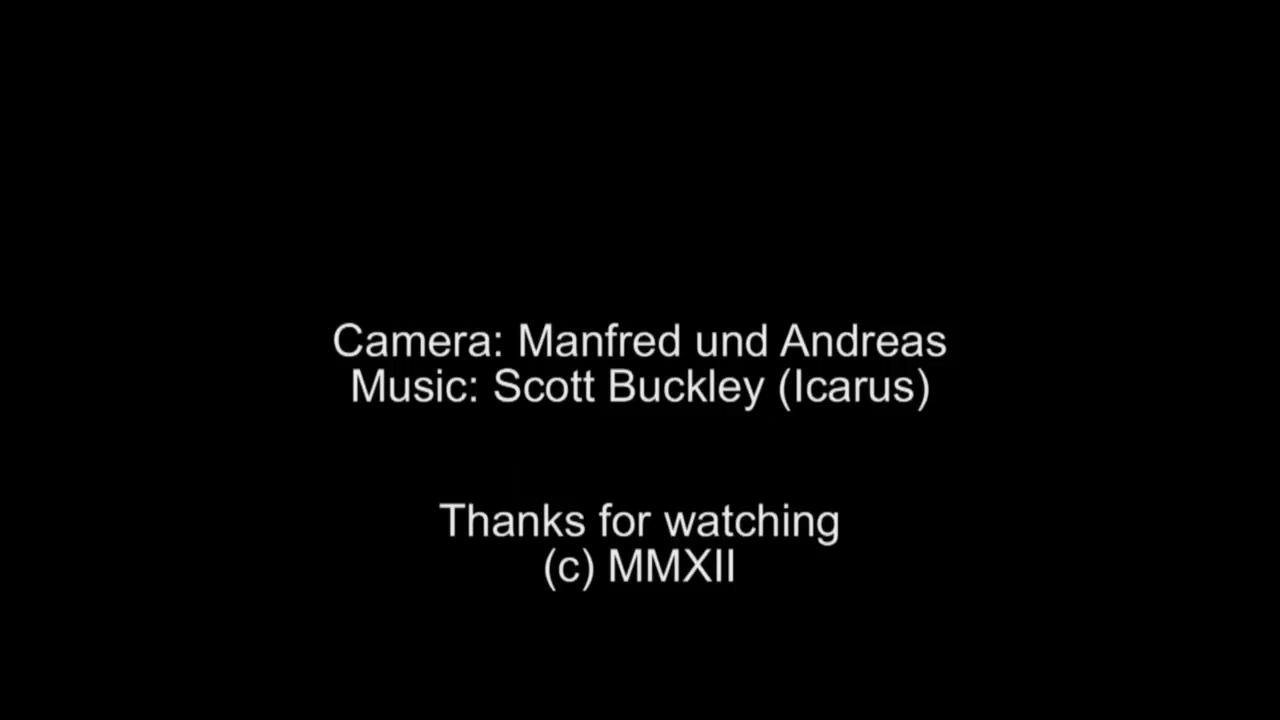 Camera: Manfred und Andreas
Music: Scott Buckley (Icarus)
Thanks for watching
(c) MMXII